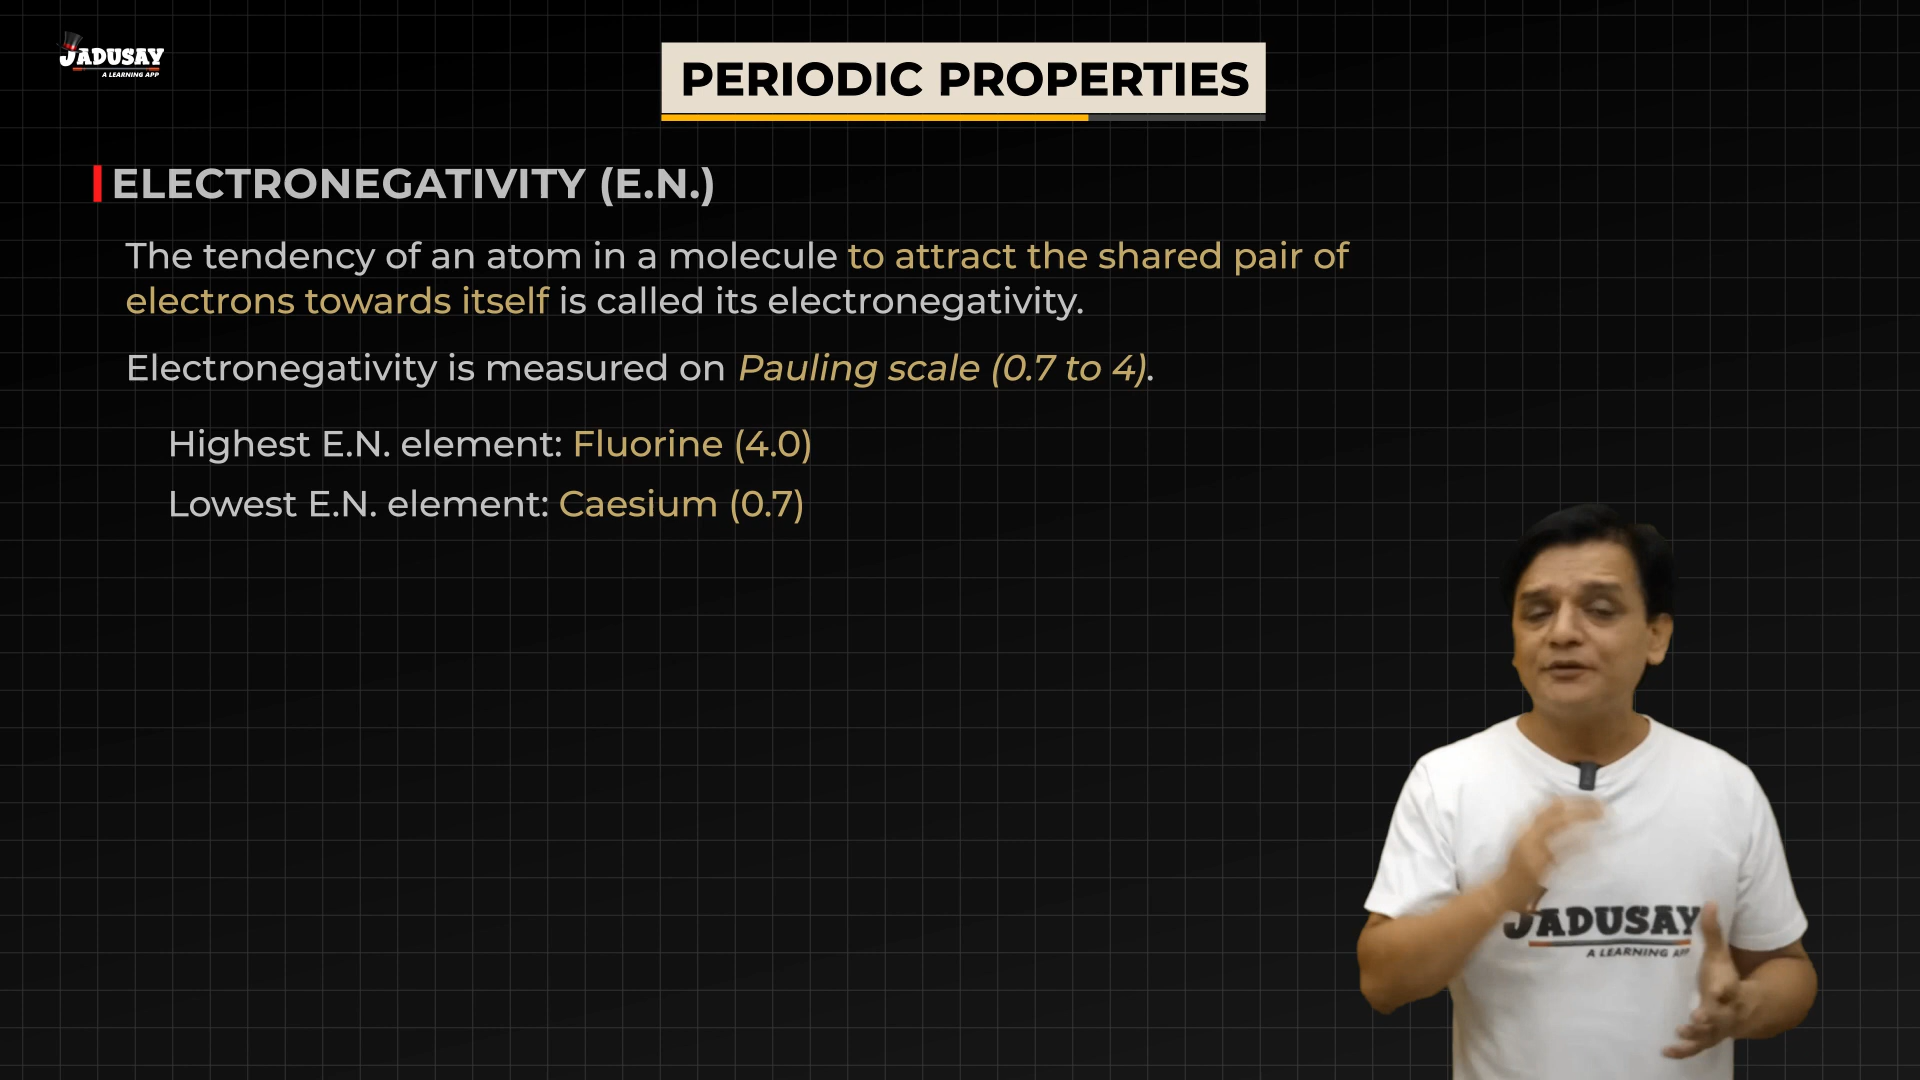 JADUSAY
A LEARNING APP
PERIODIC PROPERTIES
ELECTRONEGATIVITY (E.N.)
The tendency of an atom in a molecule to attract the shared pair of
electrons towards itself is called its electronegativity.
Electronegativity is measured on Pauling scale (0.7 to 4).
Highest E.N. element: Fluorine (4.0)
Lowest E.N. element: Caesium (0.7)
JADUSAY
A LEARNING APP